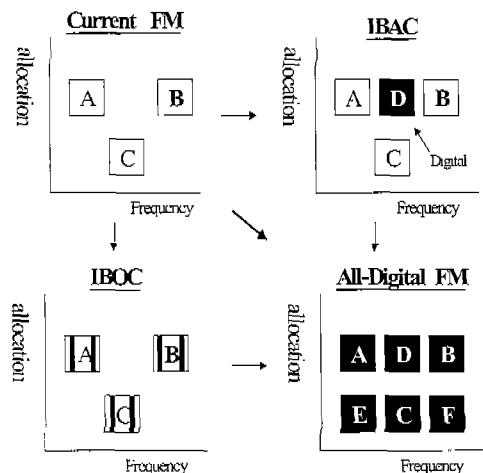 Current FM
allocation
A
B
C
Frequency
IBAC
allocation
A
D
B
C
Digital
Frequency
IBOC
allocation
A
B
C
Frequency
All-Digital FM
allocation
A D B
E C F
Frequency